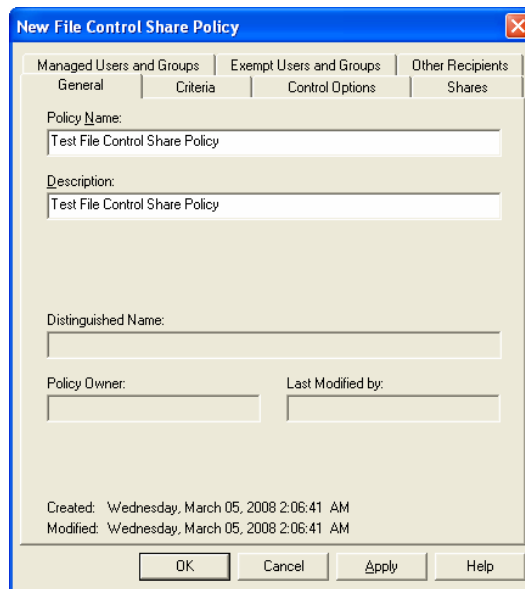 New File Control Share Policy
Managed Users and Groups Exempt Users and Groups Other Recipients
General Criteria Control Options Shares
Policy Name:
Test File Control Share Policy
Description:
Test File Control Share Policy
Distinguished Name:
Policy Owner: Last Modified by:
Created: Wednesday, March 05, 2008 2:06:41 AM
Modified: Wednesday, March 05, 2008 2:06:41 AM
OK Cancel Apply Help